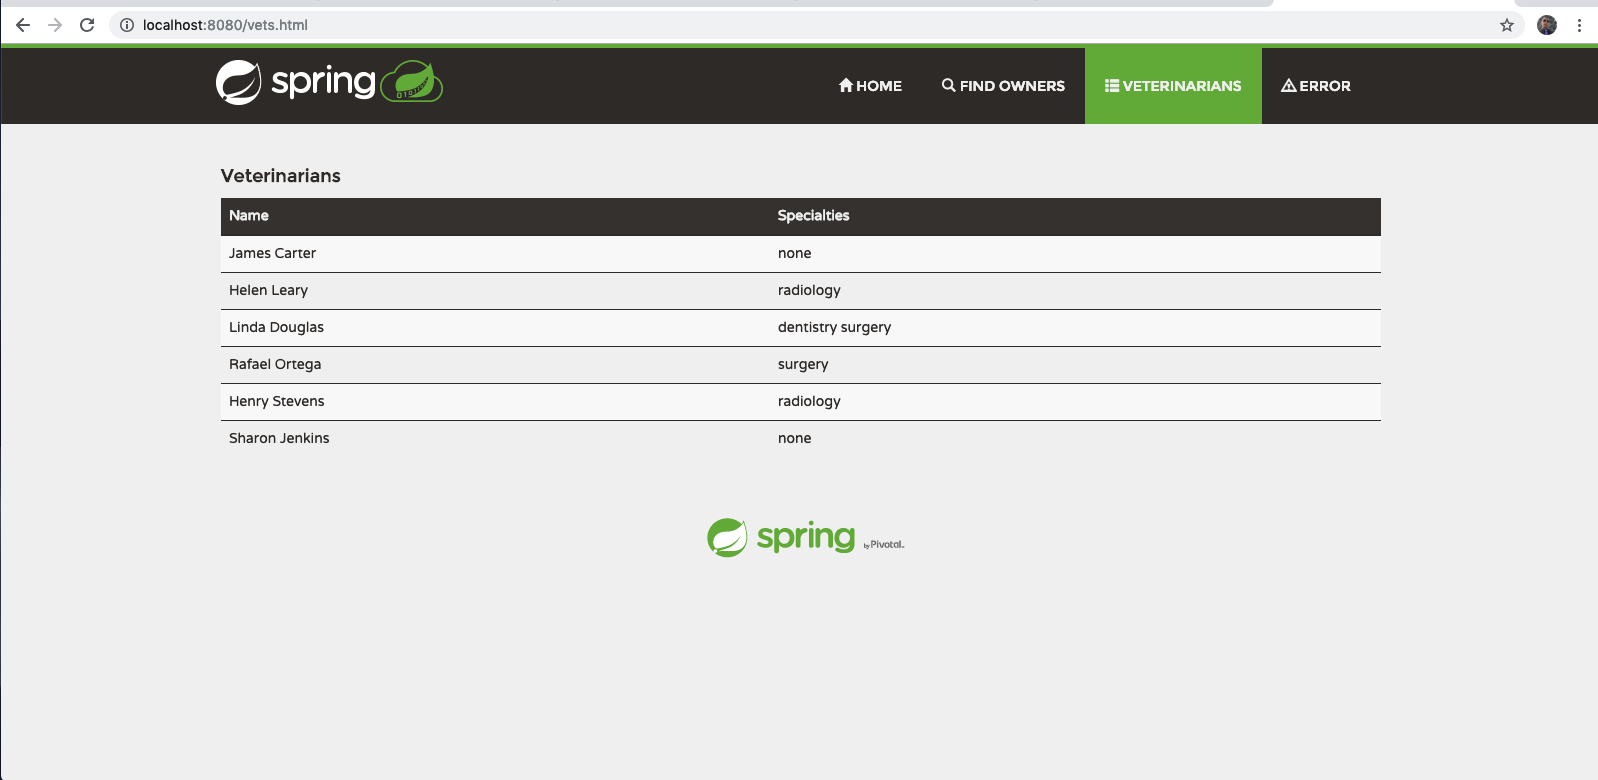 localhost:8080/vets.html
spring
HOME FIND OWNERS VETERINARIANS ERROR
Veterinarians
Name Specialties
James Carter none
Helen Leary radiology
Linda Douglas dentistry surgery
Rafael Ortega surgery
Henry Stevens radiology
Sharon Jenkins none
spring by Pivotal.